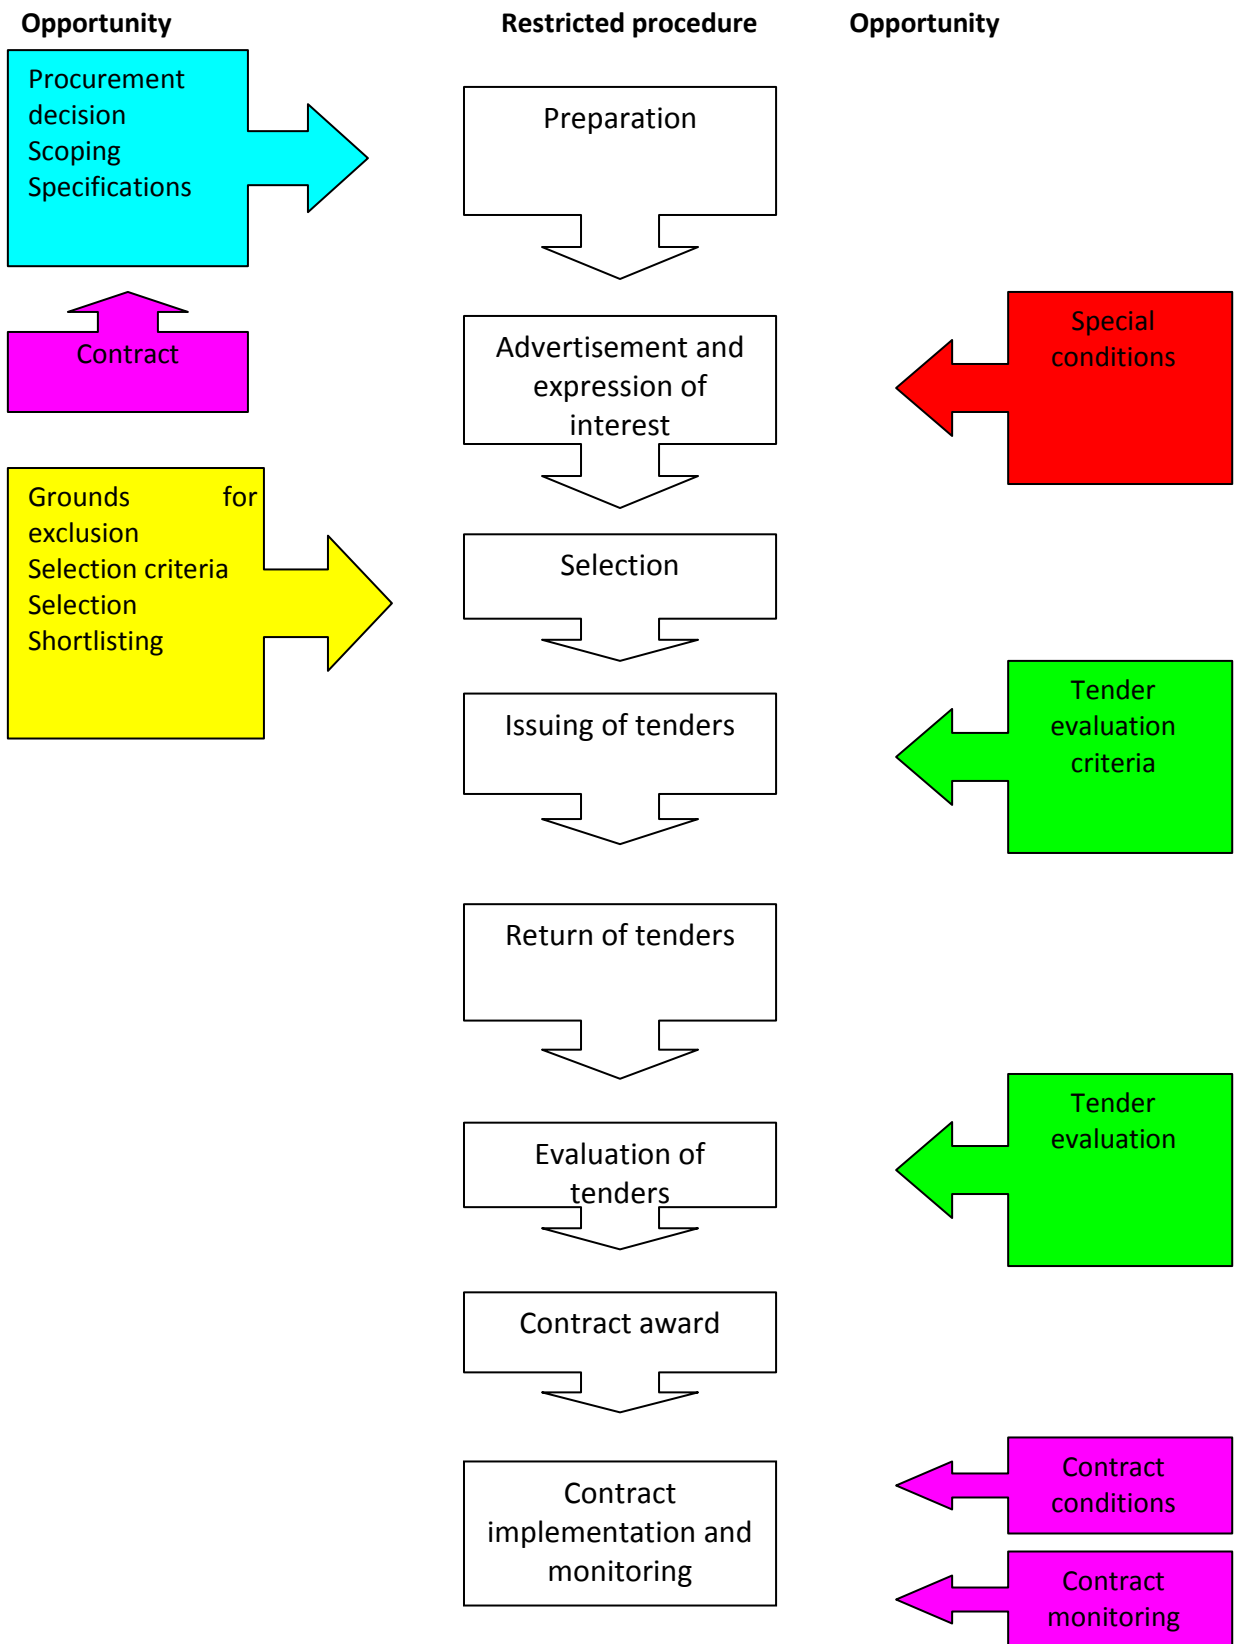 Opportunity
Restricted procedure
Opportunity
Procurement
decision
Scoping
Specifications
Preparation
Contract
Advertisement and
expression of
interest
Special
conditions
Grounds for
exclusion
Selection criteria
Selection
Shortlisting
Selection
Issuing of tenders
Tender
evaluation
criteria
Return of tenders
Evaluation of
tenders
Tender
evaluation
Contract award
Contract
implementation and
monitoring
Contract
conditions
Contract
monitoring